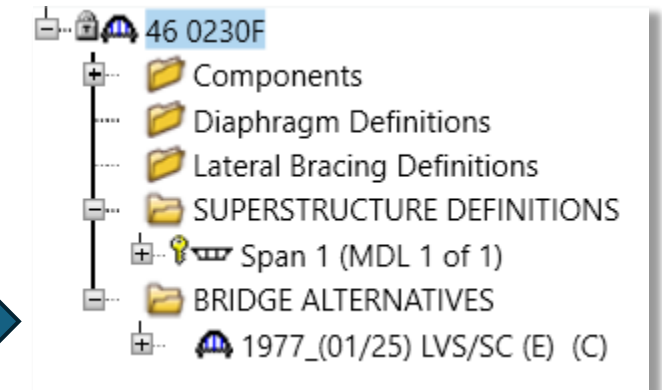 46 0230F
Components
Diaphragm Definitions
Lateral Bracing Definitions
SUPERSTRUCTURE DEFINITIONS
Span 1 (MDL 1 of 1)
BRIDGE ALTERNATIVES
1977_(01/25) LVS/SC (E) (C)